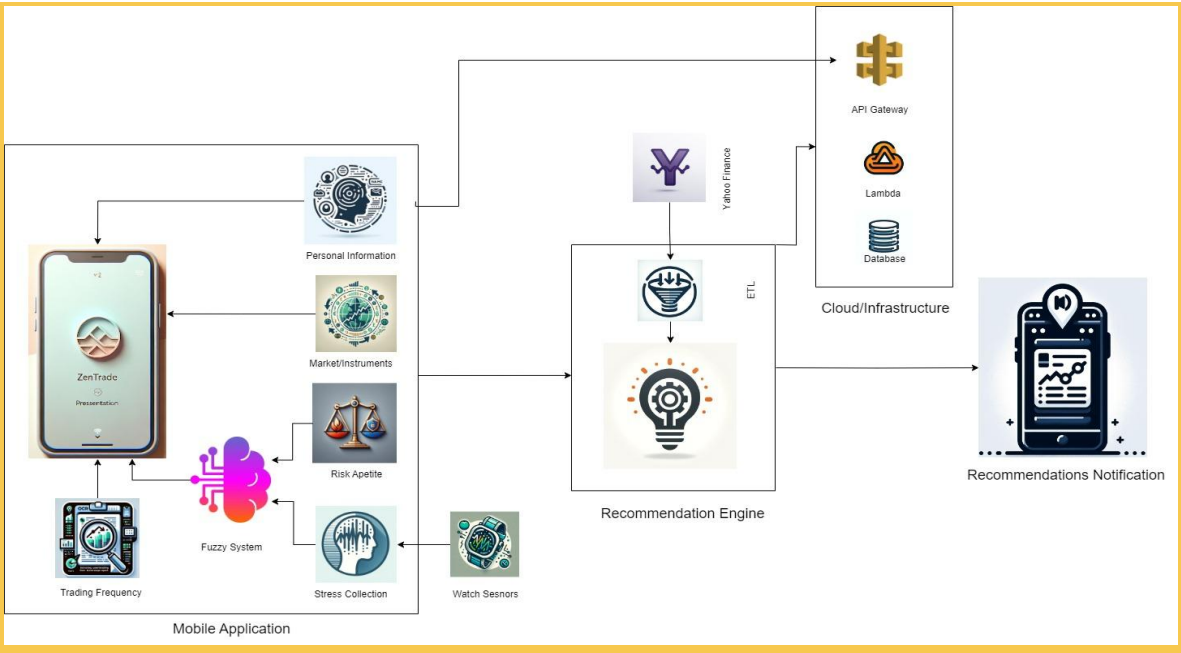 API Gateway
Yahoo Finance
Lambda
Personal Information
Database
ETL
Cloud/Infrastructure
Market/Instruments
ZenTrade
Risk Apetite
Recommendations Notification
Recommendation Engine
Fuzzy System
Trading Frequency
Stress Collection
Watch Sesnors
Mobile Application